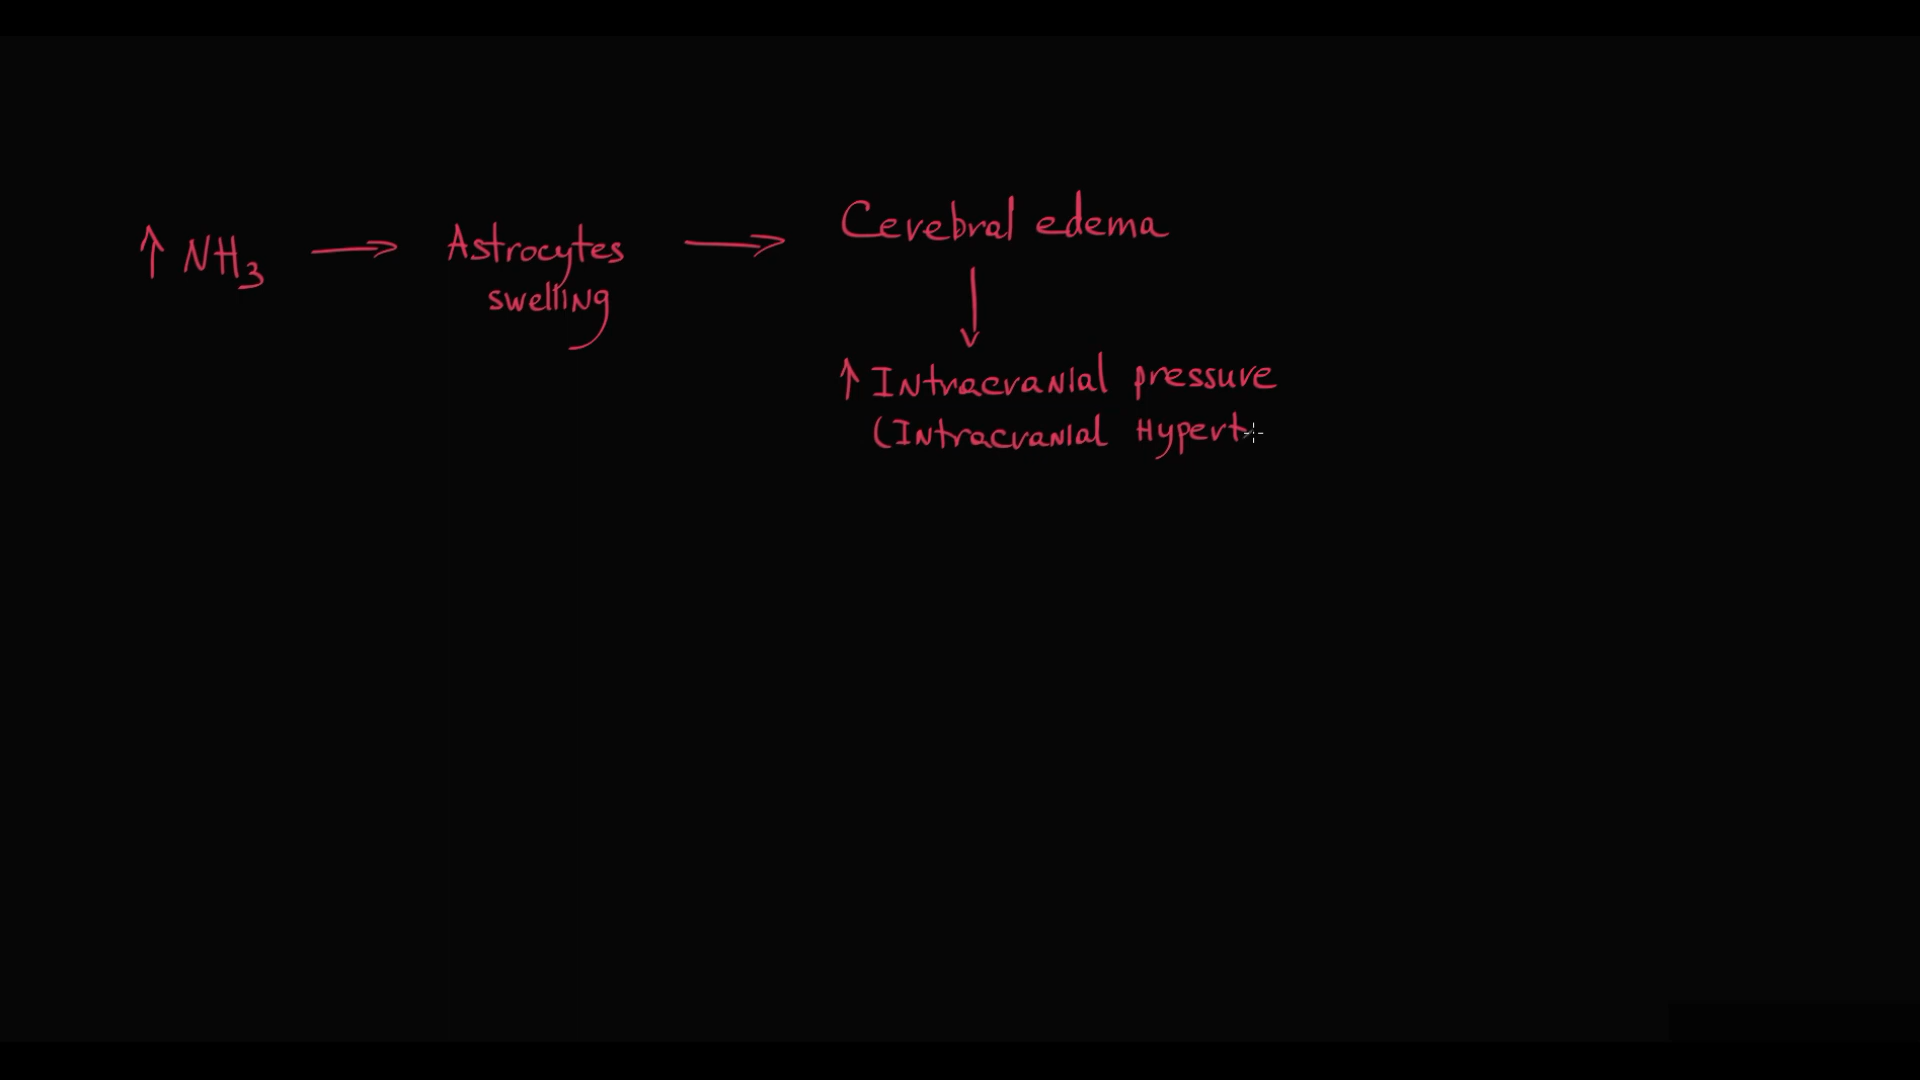 ↑ NH₃ → Astrocytes → Cerebral edema
swelling
↓
↑ Intracranial pressure
(Intracranial Hypert